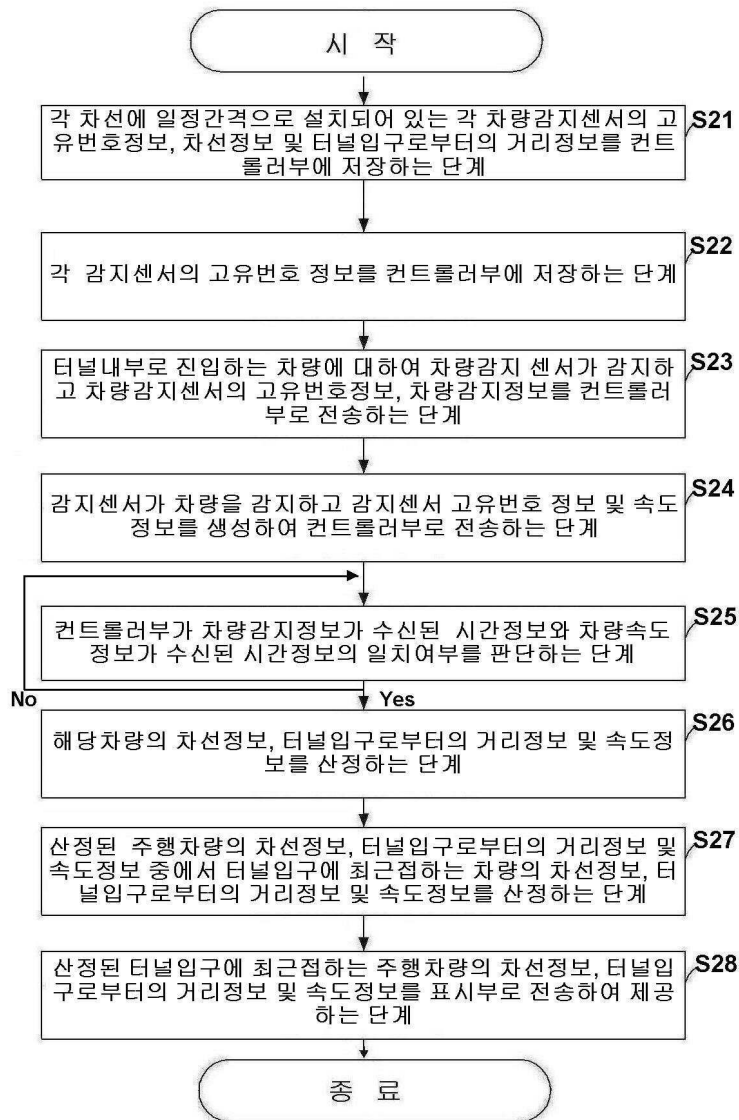 시 작
각 차선에 일정간격으로 설치되어 있는 각 차량감지센서의 고
유번호정보, 차선정보 및 터널입구로부터의 거리정보를 컨트
롤러부에 저장하는 단계
S21
각 감지센서의 고유번호 정보를 컨트롤러부에 저장하는 단계
S22
터널내부로 진입하는 차량에 대하여 차량감지 센서가 감지하
고 차량감지센서의 고유번호정보, 차량감지정보를 컨트롤러
부로 전송하는 단계
S23
감지센서가 차량을 감지하고 감지센서 고유번호 정보 및 속도
정보를 생성하여 컨트롤러부로 전송하는 단계
S24
컨트롤러부가 차량감지정보가 수신된 시간정보와 차량속도
정보가 수신된 시간정보의 일치여부를 판단하는 단계
S25
No
Yes
해당차량의 차선정보, 터널입구로부터의 거리정보 및 속도정
보를 산정하는 단계
S26
산정된 주행차량의 차선정보, 터널입구로부터의 거리정보 및
속도정보 중에서 터널입구에 최근접하는 차량의 차선정보, 터
널입구로부터의 거리정보 및 속도정보를 산정하는 단계
S27
산정된 터널입구에 최근접하는 주행차량의 차선정보, 터널입
구로부터의 거리정보 및 속도정보를 표시부로 전송하여 제공
하는 단계
S28
종 료